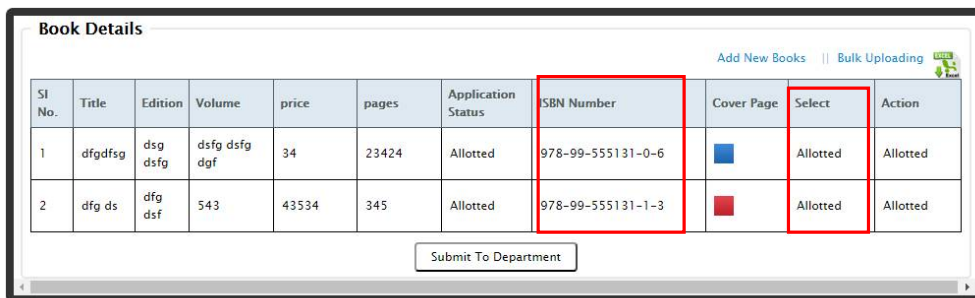 Book Details
Add New Books || Bulk Uploading EXCEL Excel
SI No. Title Edition Volume price pages Application Status ISBN Number Cover Page Select Action
1 dfgdfsg dsg dsfg dsfg dsfg dgf 34 23424 Allotted 978-99-555131-0-6 Allotted Allotted
2 dfg ds dfg dsf 543 43534 345 Allotted 978-99-555131-1-3 Allotted Allotted
Submit To Department